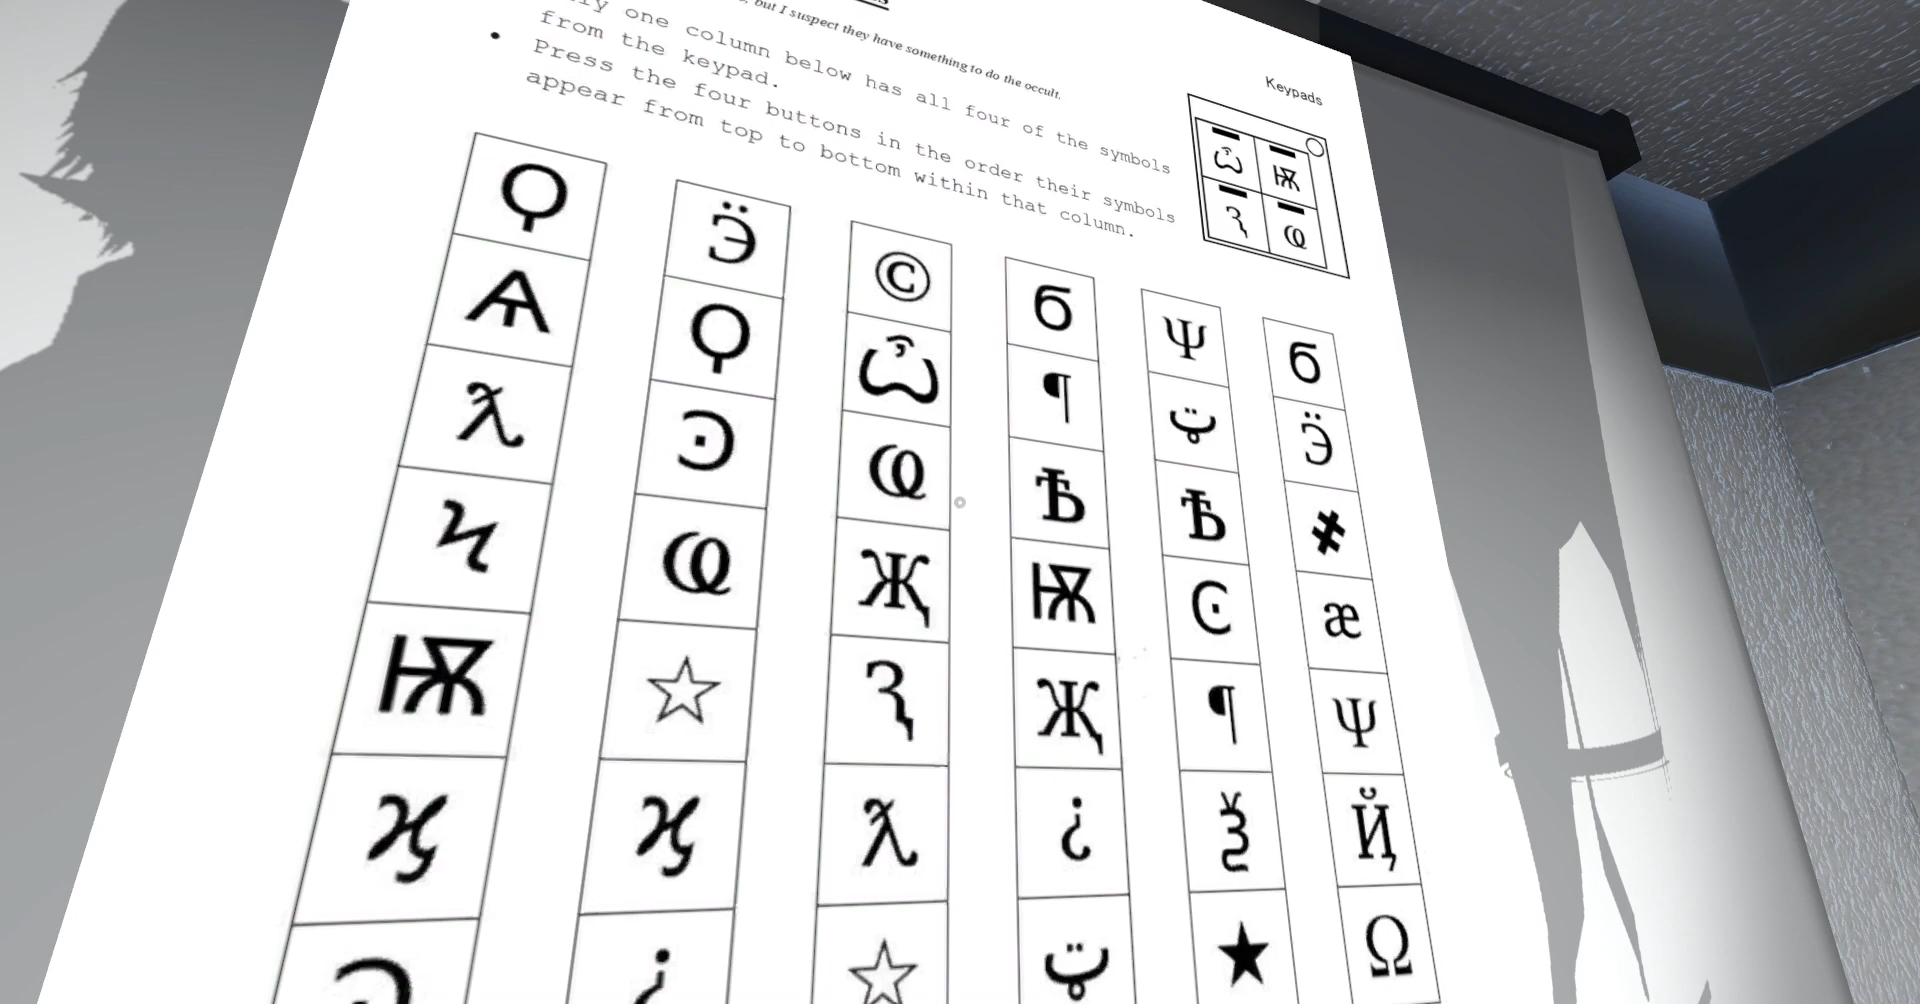 but I suspect they have something to do the occult.
one column below has all four of the symbols
from the keypad.
• Press the four buttons in the order their symbols
appear from top to bottom within that column.
Keypads
Ѽ Ѭ
Ҙ Ҩ
Ϙ Ӭ © б Ψ б
Ѧ Ϙ Ѽ ¶ ټ Ӭ
ƛ Ͽ Ҩ Ѣ Ѣ ҂
Ϟ Ҩ Җ Ѭ Ͼ æ
Ѭ ☆ Ҙ Җ ¶ Ψ
ϗ ϗ ƛ ¿ Ѯ Ҋ
Ͽ ¿ ☆ ټ ★ Ω